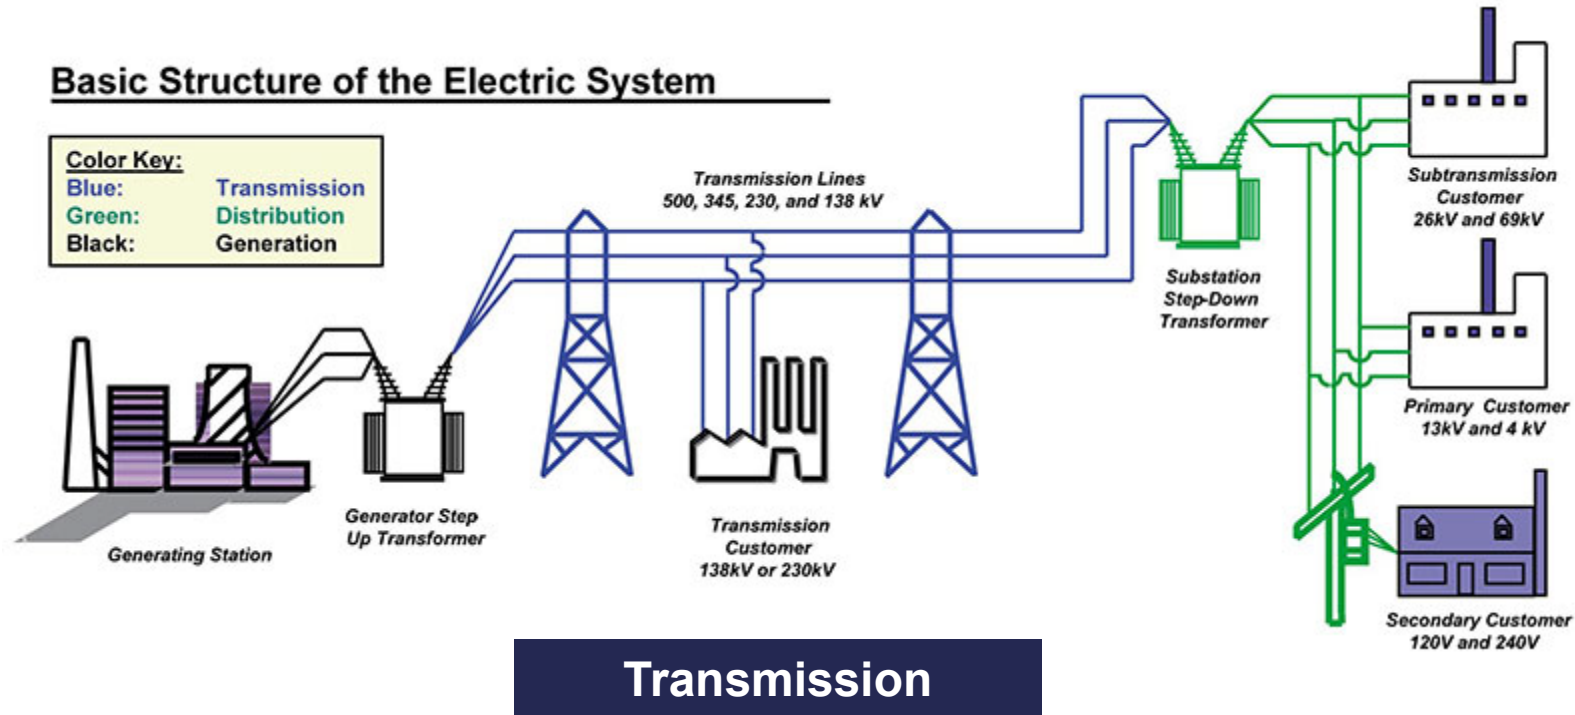 Basic Structure of the Electric System
Color Key:
Blue: Transmission
Green: Distribution
Black: Generation
Transmission Lines
500, 345, 230, and 138 kV
Subtransmission
Customer
26kV and 69kV
Substation
Step-Down
Transformer
Primary Customer
13kV and 4 kV
Generator Step
Up Transformer
Generating Station
Transmission
Customer
138kV or 230kV
Secondary Customer
120V and 240V
Transmission